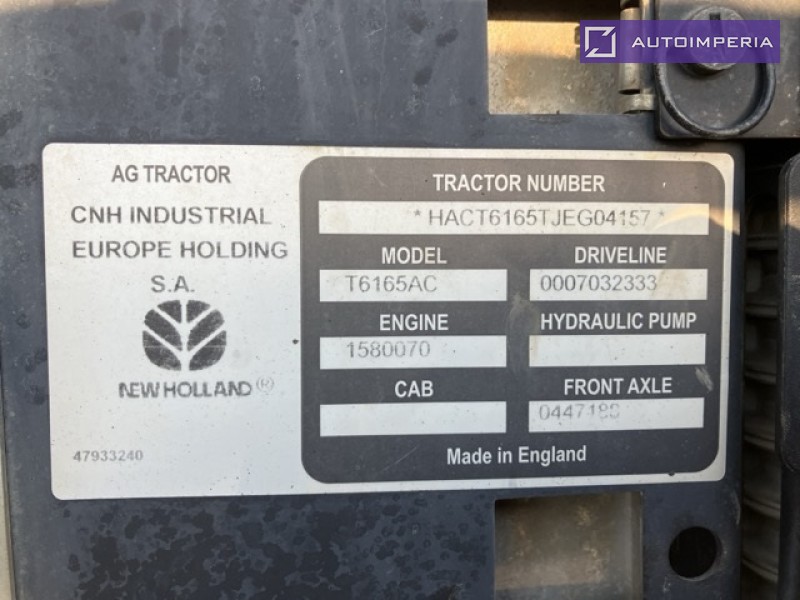 AUTOIMPERIA
AG TRACTOR
CNH INDUSTRIAL
EUROPE HOLDING
S.A.
NEW HOLLAND®
47933240
TRACTOR NUMBER
* HACT6165TJEG04157 *
MODEL DRIVELINE
T6165AC 0007032333
ENGINE HYDRAULIC PUMP
1580070
CAB FRONT AXLE
Made in England